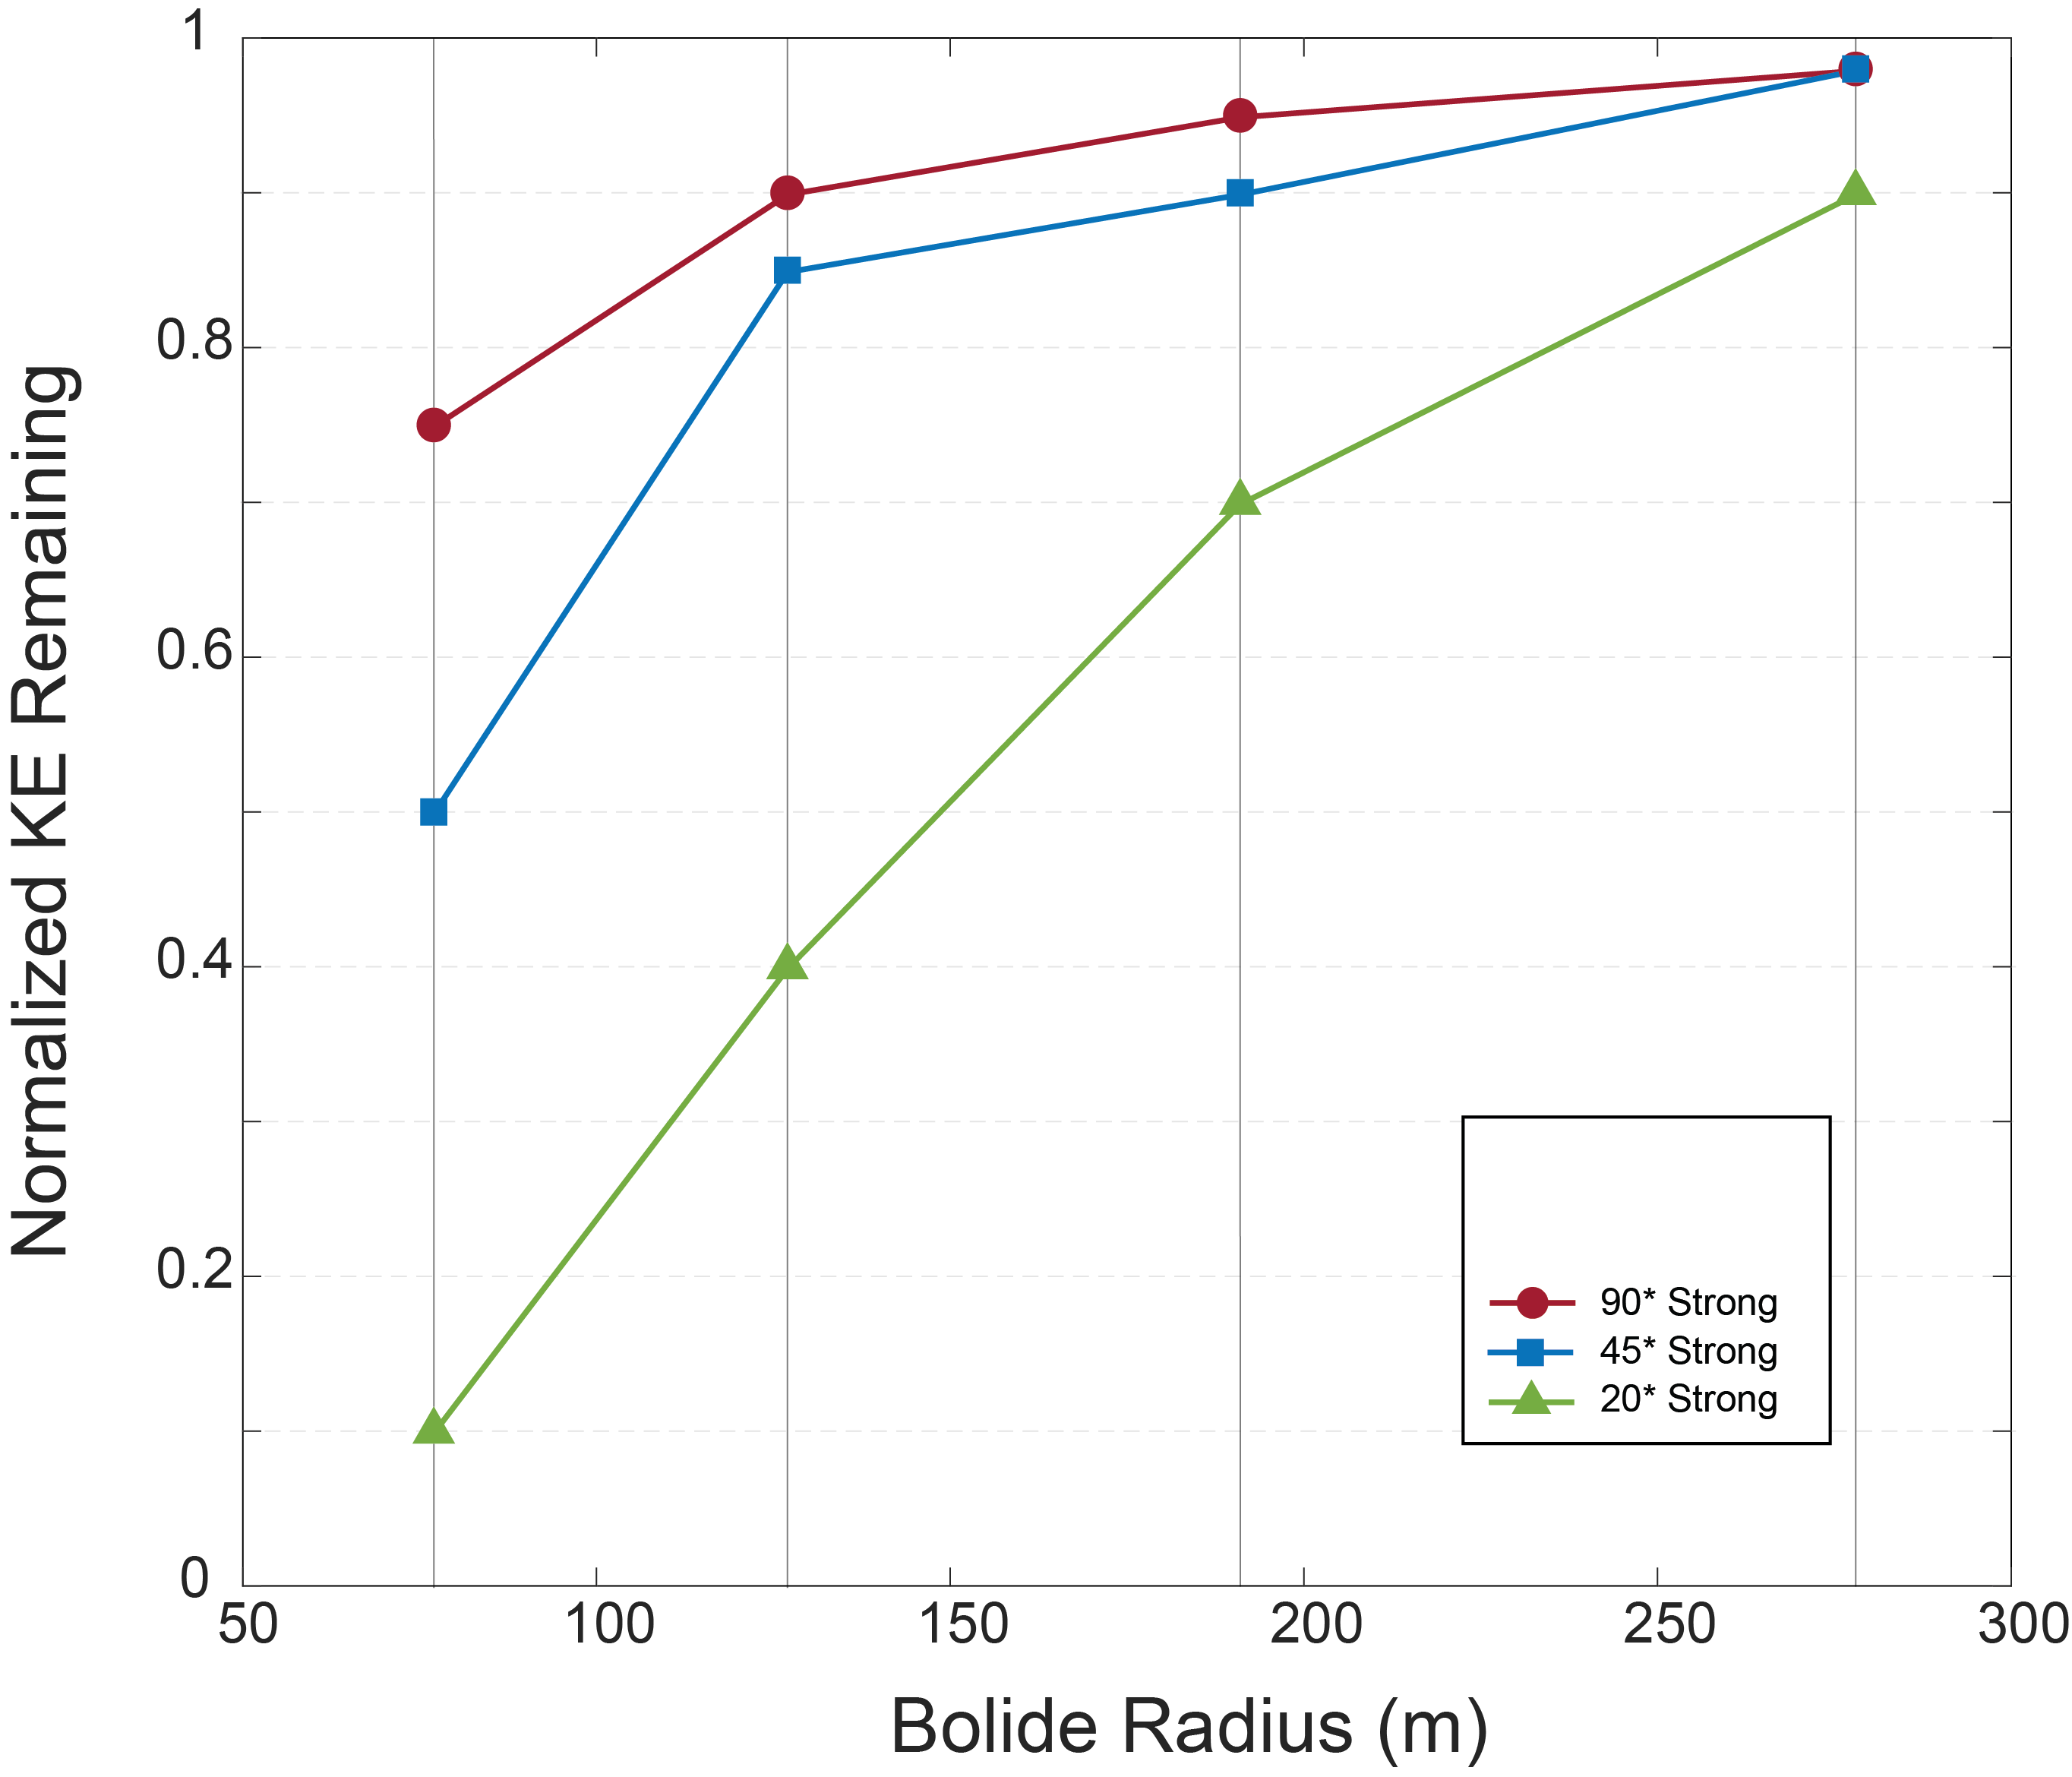 1
0.8
0.6
0.4
0.2
0
Normalized KE Remaining
90* Strong
45* Strong
20* Strong
50 100 150 200 250 300
Bolide Radius (m)